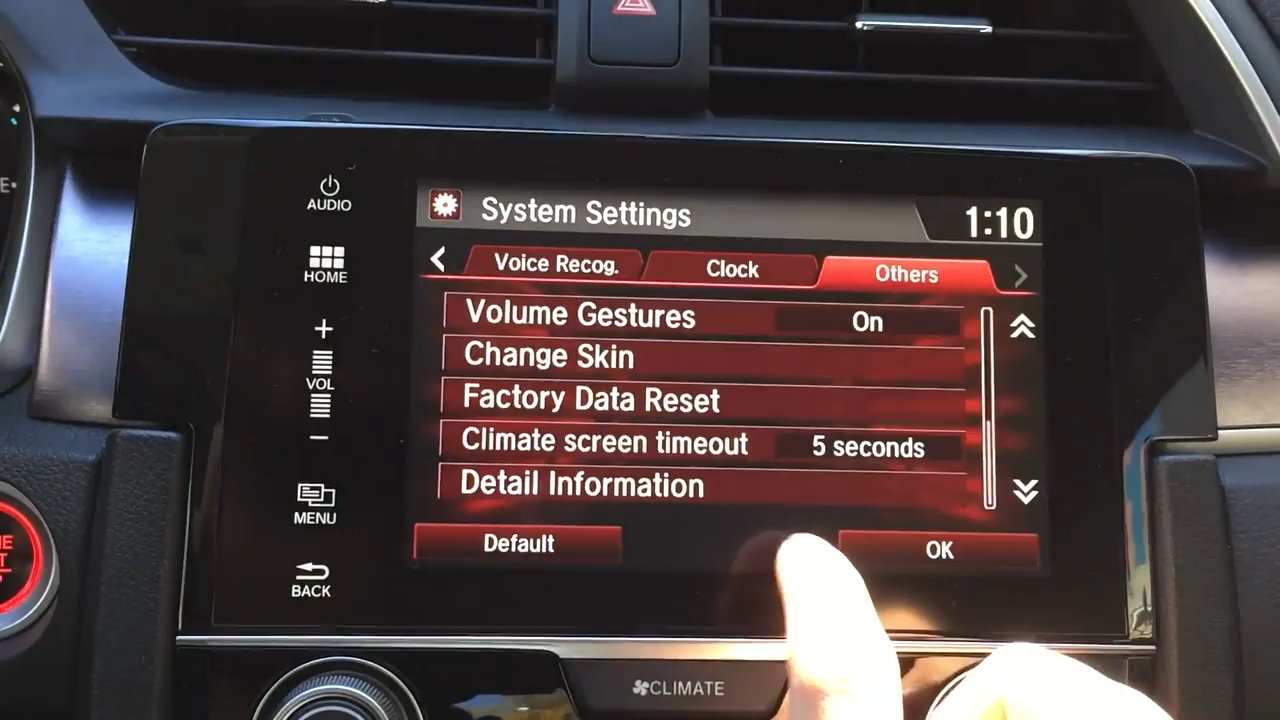 AUDIO
HOME
+
VOL
−
MENU
BACK
System Settings 1:10
Voice Recog. Clock Others
Volume Gestures On
Change Skin
Factory Data Reset
Climate screen timeout 5 seconds
Detail Information
Default OK
CLIMATE